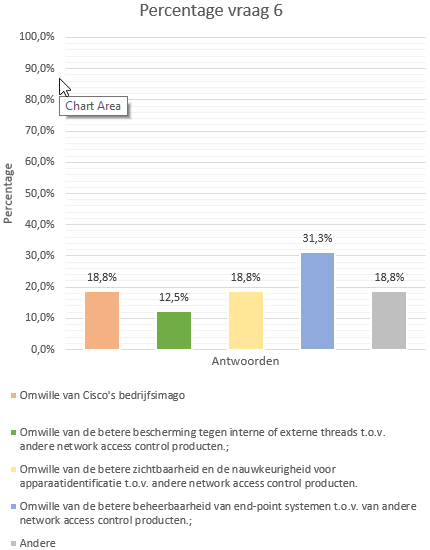 Percentage vraag 6
100,0%
90,0%
80,0%
70,0%
60,0%
50,0%
40,0%
30,0%
20,0%
10,0%
0,0%
Percentage
Chart Area
18,8%
12,5%
18,8%
31,3%
18,8%
Antwoorden
Omwille van Cisco's bedrijfsimago
Omwille van de betere bescherming tegen interne of externe threads t.o.v.
andere network access control producten.;
Omwille van de betere zichtbaarheid en de nauwkeurigheid voor
apparaatidentificatie t.o.v. andere network access control producten.
Omwille van de betere beheerbaarheid van end-point systemen t.o.v. van andere
network access control producten.;
Andere